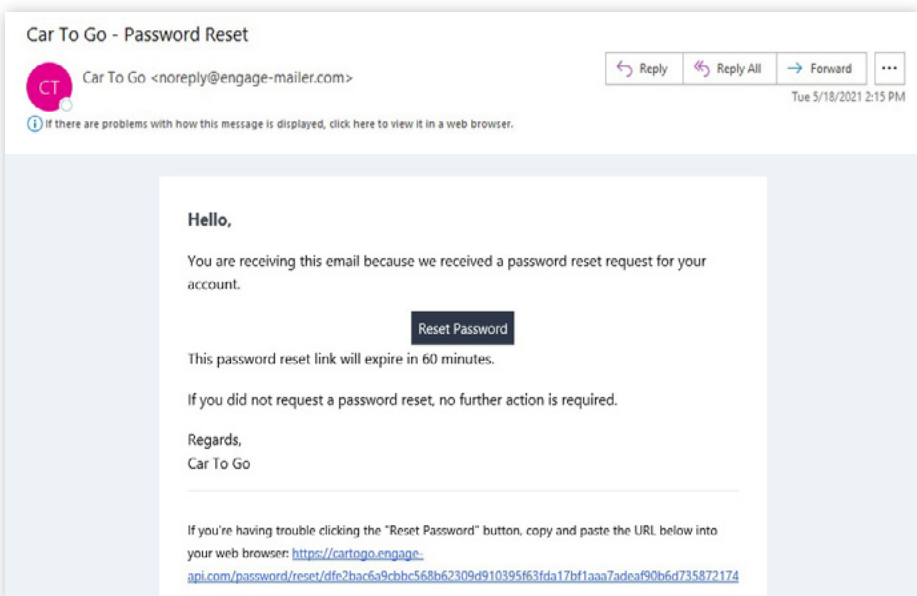 Car To Go - Password Reset
CT
Car To Go <noreply@engage-mailer.com>
Reply
Reply All
Forward
...
Tue 5/18/2021 2:15 PM
If there are problems with how this message is displayed, click here to view it in a web browser.
Hello,
You are receiving this email because we received a password reset request for your
account.
Reset Password
This password reset link will expire in 60 minutes.
If you did not request a password reset, no further action is required.
Regards,
Car To Go
If you're having trouble clicking the "Reset Password" button, copy and paste the URL below into
your web browser: https://cartogo.engage-
api.com/password/reset/dfe2bac6a9cbbc568b62309d910395f63fda17bf1aaa7adeaf90b6d735872174